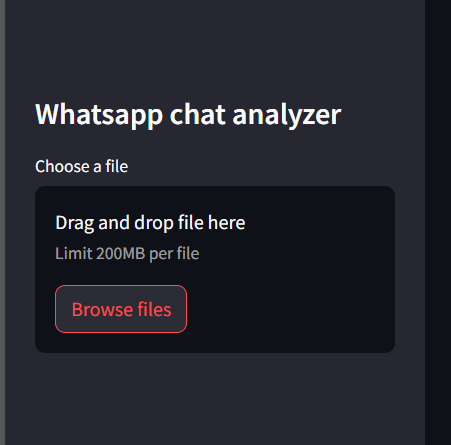 Whatsapp chat analyzer
Choose a file
Drag and drop file here
Limit 200MB per file
Browse files